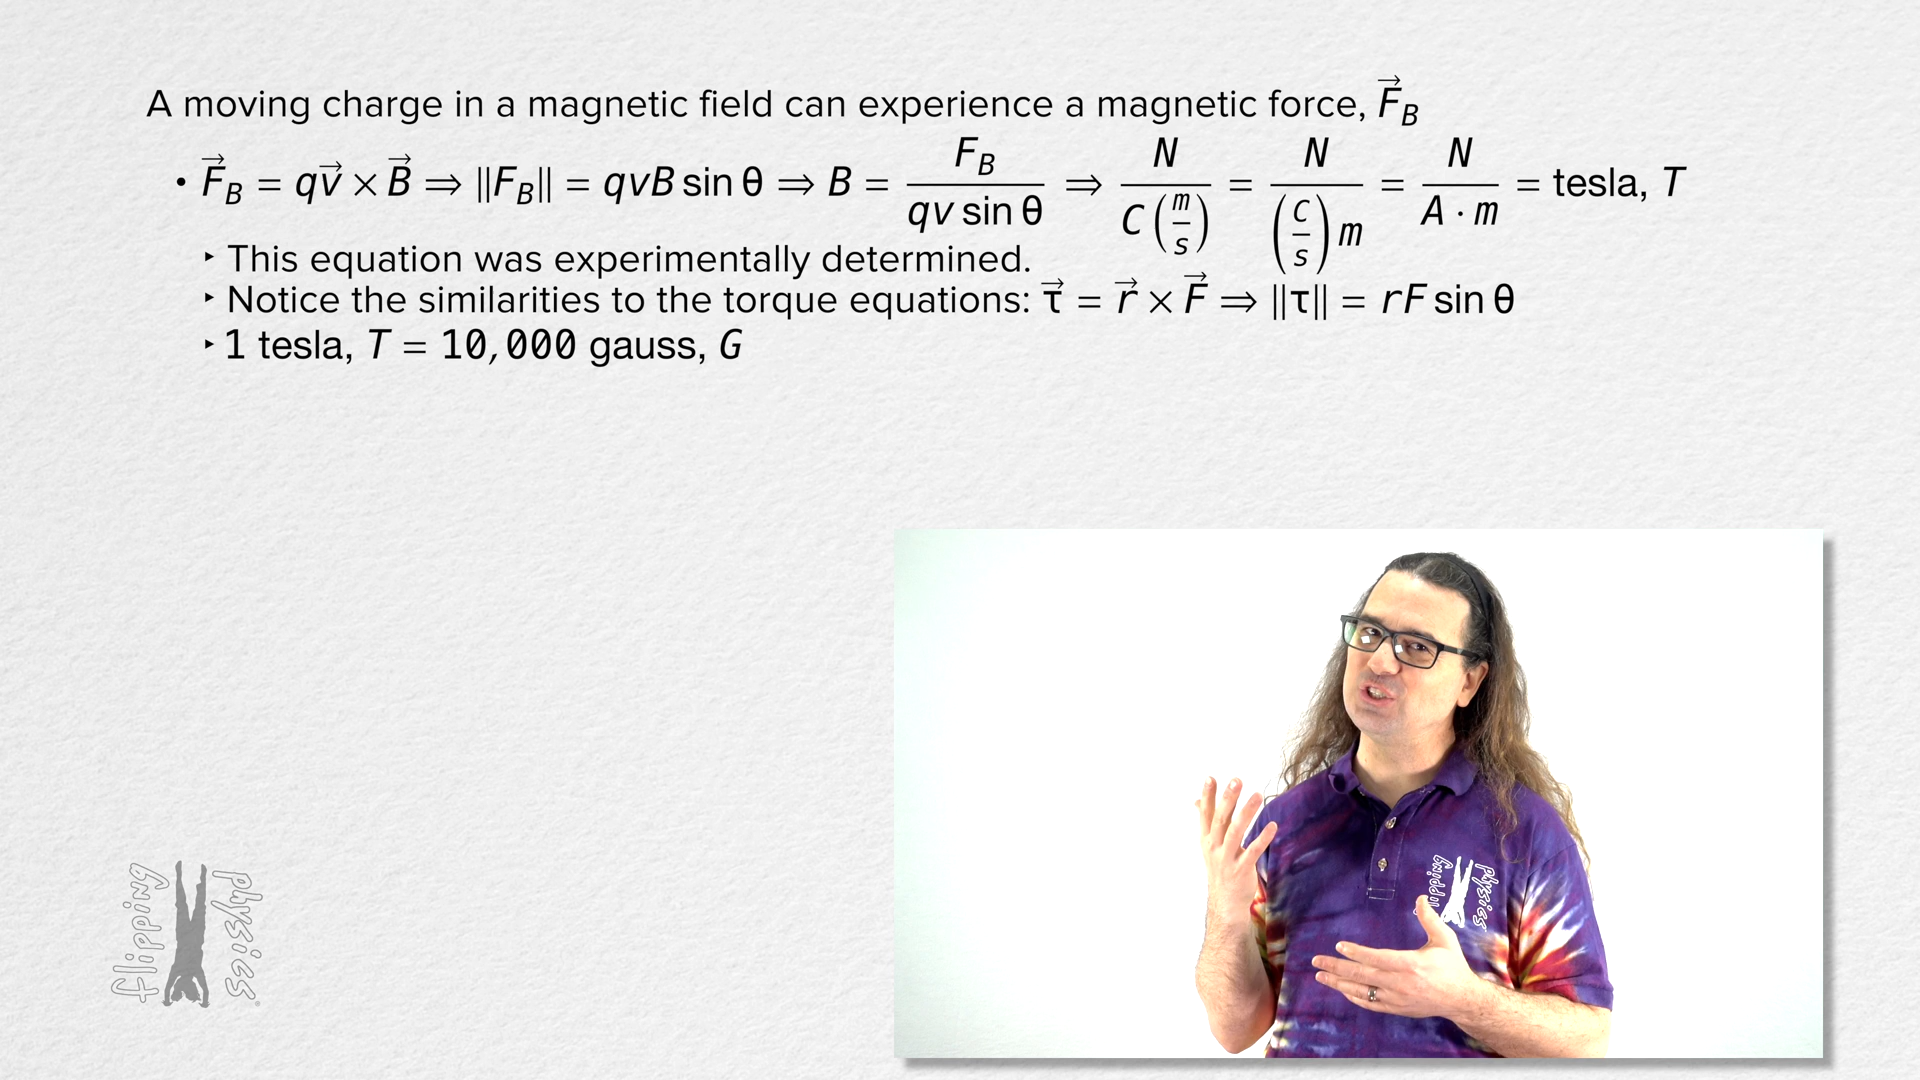 A moving charge in a magnetic field can experience a magnetic force, F⃗_B
• F⃗_B = qv⃗ × B⃗ ⇒ ‖F_B‖ = qvB sin θ ⇒ B = F_B / (qv sin θ) ⇒ N / (C (m/s)) = N / ((C/s) m) = N / (A · m) = tesla, T
‣ This equation was experimentally determined.
‣ Notice the similarities to the torque equations: τ⃗ = r⃗ × F⃗ ⇒ ‖τ‖ = rF sin θ
‣ 1 tesla, T = 10,000 gauss, G
flipping physics
flipping physics